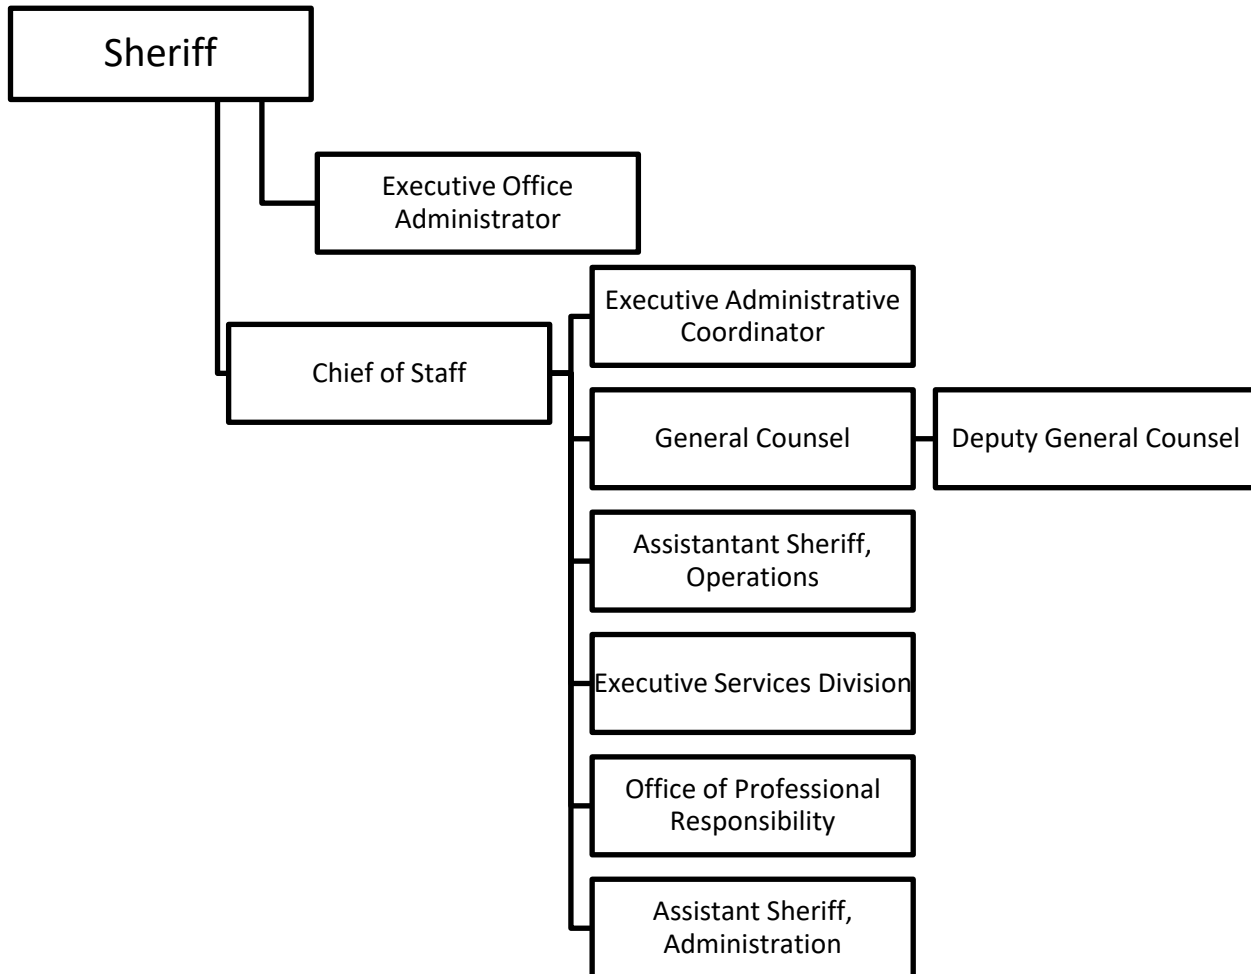 Sheriff
Executive Office
Administrator
Executive Administrative
Coordinator
Chief of Staff
General Counsel
Deputy General Counsel
Assistantant Sheriff,
Operations
Executive Services Division
Office of Professional
Responsibility
Assistant Sheriff,
Administration